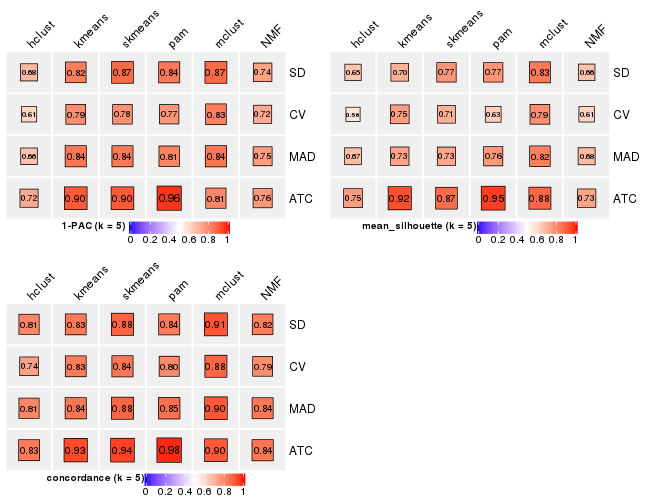 hclust kmeans skmeans pam mclust NMF
0.68 0.82 0.87 0.84 0.87 0.74 SD
0.61 0.79 0.78 0.77 0.83 0.72 CV
0.66 0.84 0.84 0.81 0.84 0.75 MAD
0.72 0.90 0.90 0.96 0.81 0.76 ATC
1-PAC (k = 5)
0 0.2 0.4 0.6 0.8 1
hclust kmeans skmeans pam mclust NMF
0.65 0.70 0.77 0.77 0.83 0.66 SD
0.56 0.75 0.71 0.63 0.79 0.61 CV
0.67 0.73 0.73 0.76 0.82 0.68 MAD
0.75 0.92 0.87 0.95 0.88 0.73 ATC
mean_silhouette (k = 5)
0 0.2 0.4 0.6 0.8 1
hclust kmeans skmeans pam mclust NMF
0.81 0.83 0.88 0.84 0.91 0.82 SD
0.74 0.83 0.84 0.80 0.88 0.79 CV
0.81 0.84 0.88 0.85 0.90 0.84 MAD
0.83 0.93 0.94 0.98 0.90 0.84 ATC
concordance (k = 5)
0 0.2 0.4 0.6 0.8 1